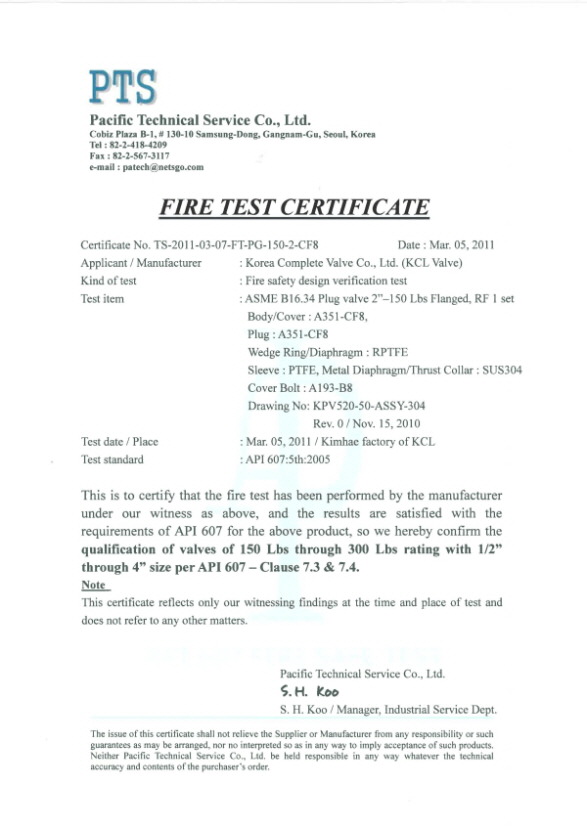 PTS
Pacific Technical Service Co., Ltd.
Cobiz Plaza B-1, # 130-10 Samsung-Dong, Gangnam-Gu, Seoul, Korea
Tel : 82-2-418-4209
Fax : 82-2-567-3117
e-mail : patech@netsgo.com
FIRE TEST CERTIFICATE
Certificate No. TS-2011-03-07-FT-PG-150-2-CF8 Date : Mar. 05, 2011
Applicant / Manufacturer : Korea Complete Valve Co., Ltd. (KCL Valve)
Kind of test : Fire safety design verification test
Test item : ASME B16.34 Plug valve 2”–150 Lbs Flanged, RF 1 set
Body/Cover : A351-CF8,
Plug : A351-CF8
Wedge Ring/Diaphragm : RPTFE
Sleeve : PTFE, Metal Diaphragm/Thrust Collar : SUS304
Cover Bolt : A193-B8
Drawing No: KPV520-50-ASSY-304
Rev. 0 / Nov. 15, 2010
Test date / Place : Mar. 05, 2011 / Kimhae factory of KCL
Test standard : API 607:5th:2005
This is to certify that the fire test has been performed by the manufacturer
under our witness as above, and the results are satisfied with the
requirements of API 607 for the above product, so we hereby confirm the
qualification of valves of 150 Lbs through 300 Lbs rating with 1/2”
through 4” size per API 607 – Clause 7.3 & 7.4.
Note
This certificate reflects only our witnessing findings at the time and place of test and
does not refer to any other matters.
Pacific Technical Service Co., Ltd.
S. H. Koo
S. H. Koo / Manager, Industrial Service Dept.
The issue of this certificate shall not relieve the Supplier or Manufacturer from any responsibility or such
guarantees as may be arranged, nor no interpreted so as in any way to imply acceptance of such products.
Neither Pacific Technical Service Co., Ltd. be held responsible in any way whatever the technical
accuracy and contents of the purchaser's order.